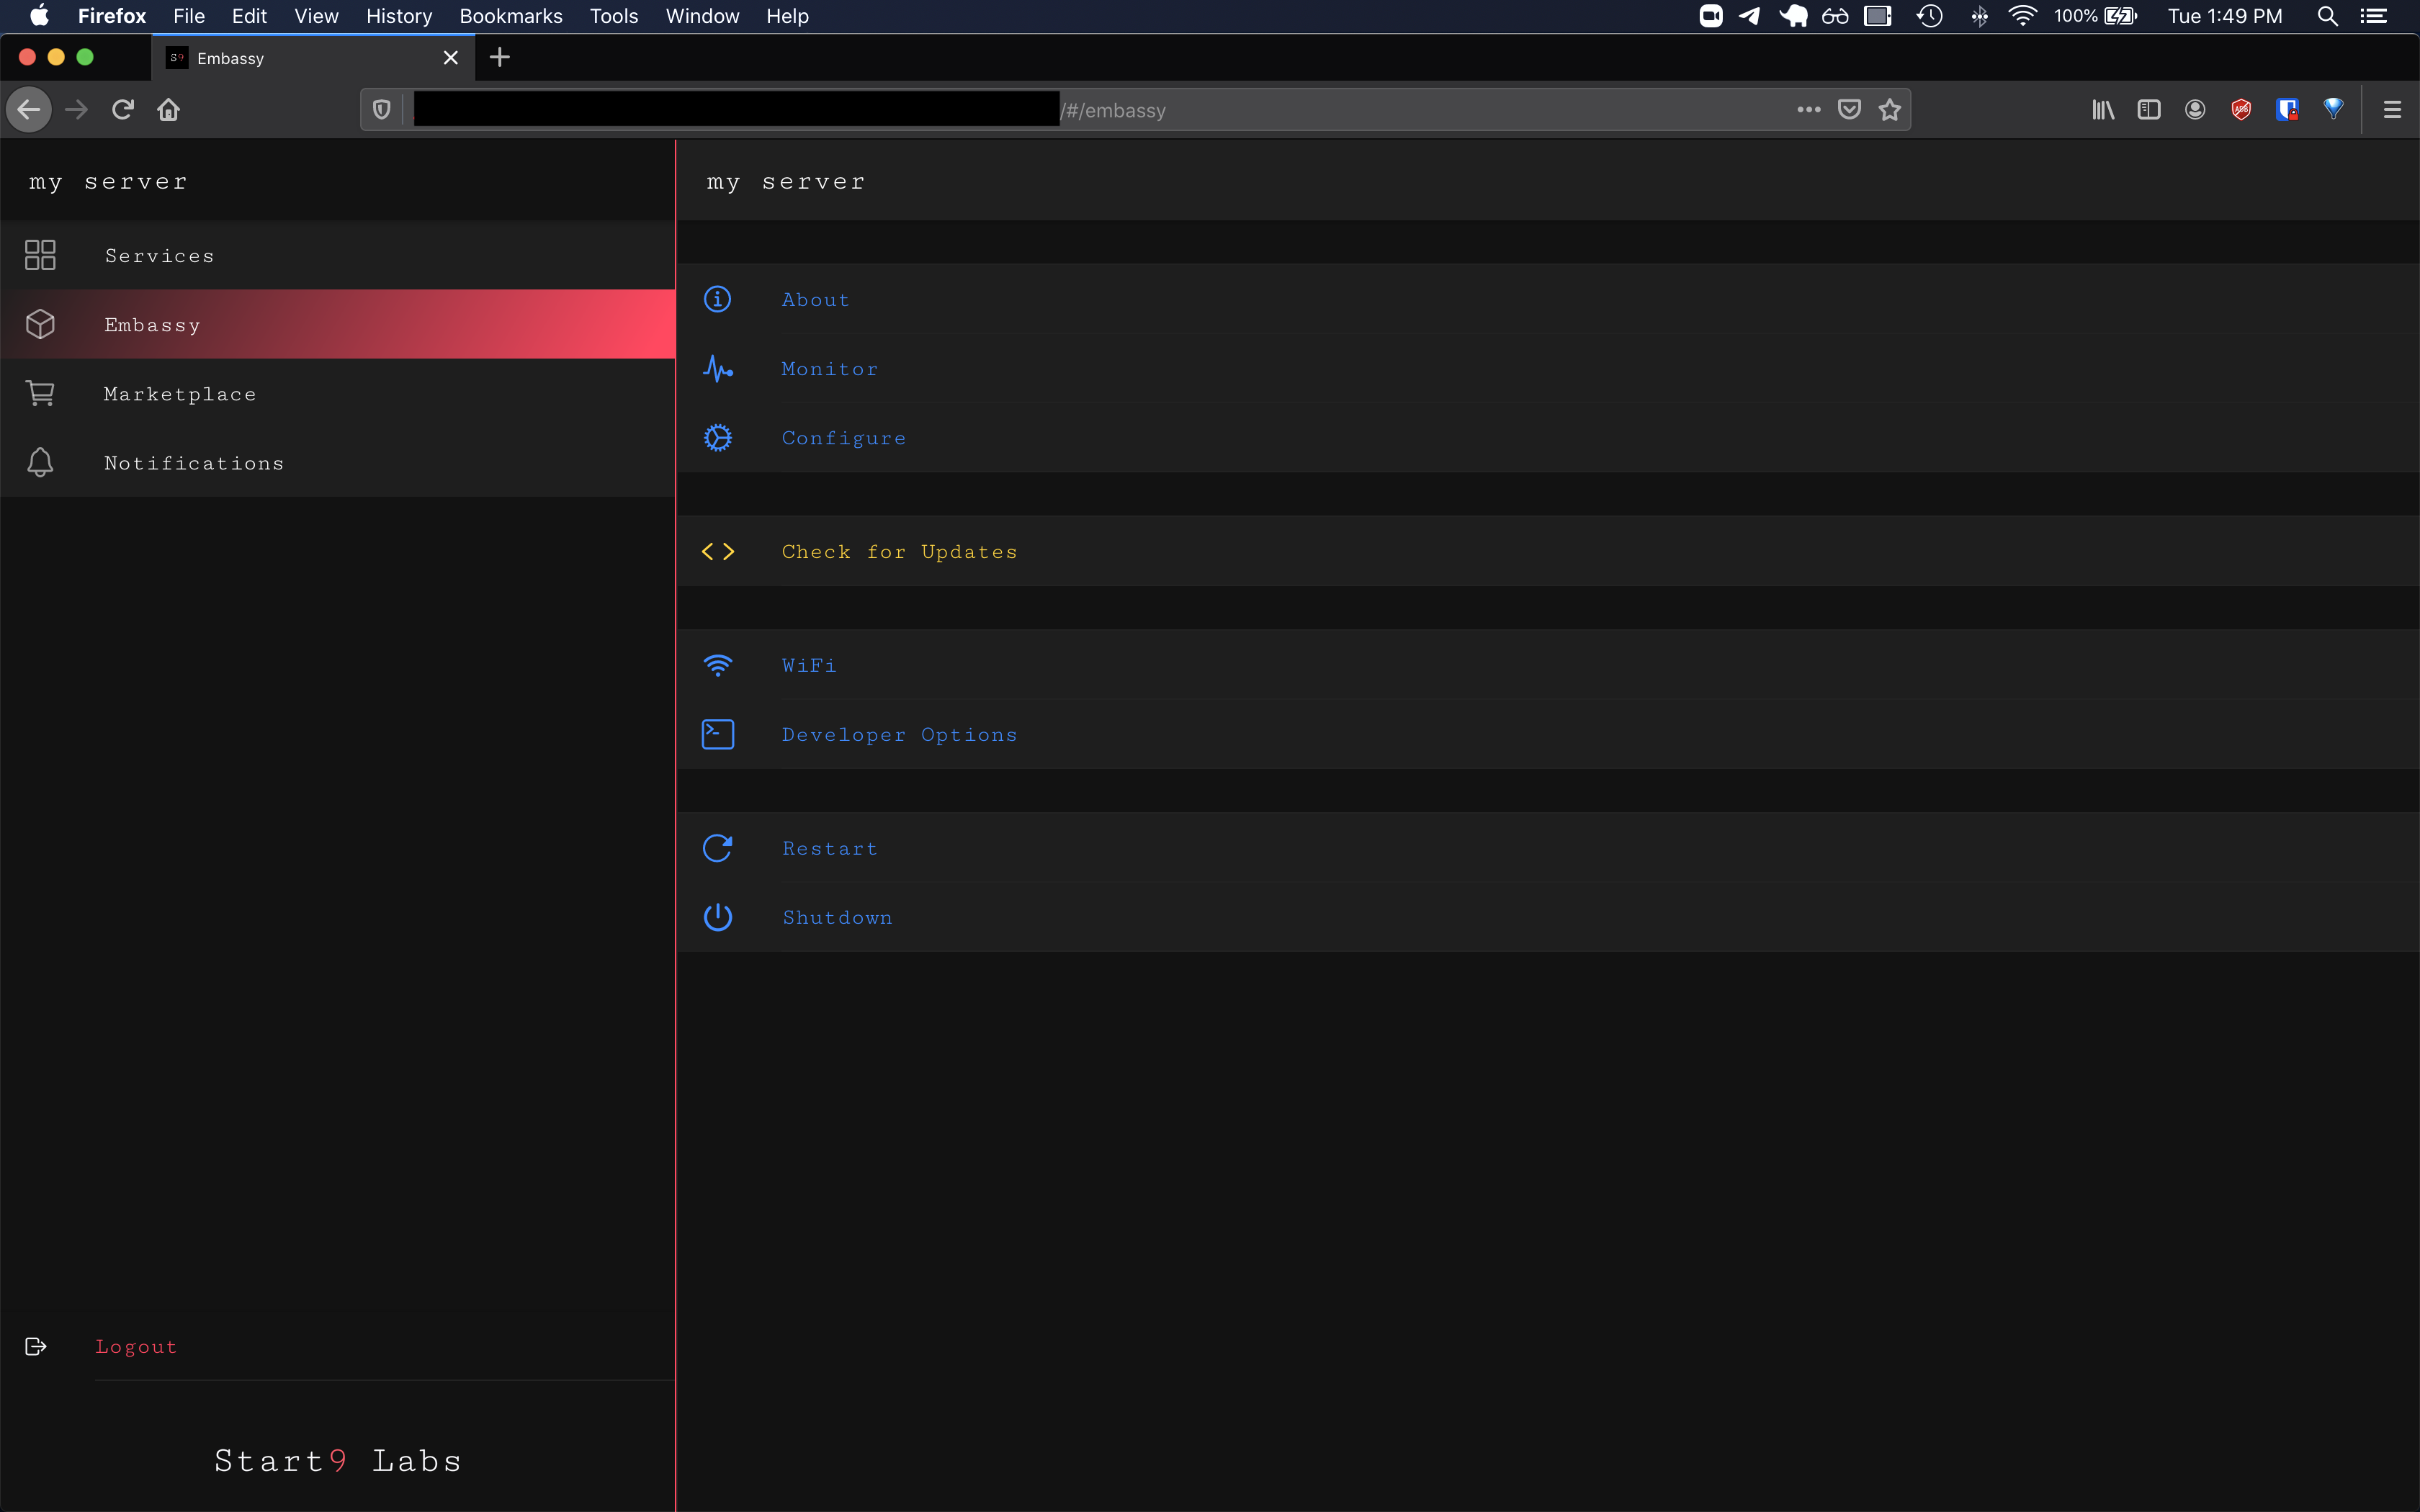 Firefox File Edit View History Bookmarks Tools Window Help 100% Tue 1:49 PM
S9 Embassy
/#/embassy
ABP
my server
Services
Embassy
Marketplace
Notifications
Logout
Start9 Labs
my server
About
Monitor
Configure
Check for Updates
WiFi
Developer Options
Restart
Shutdown